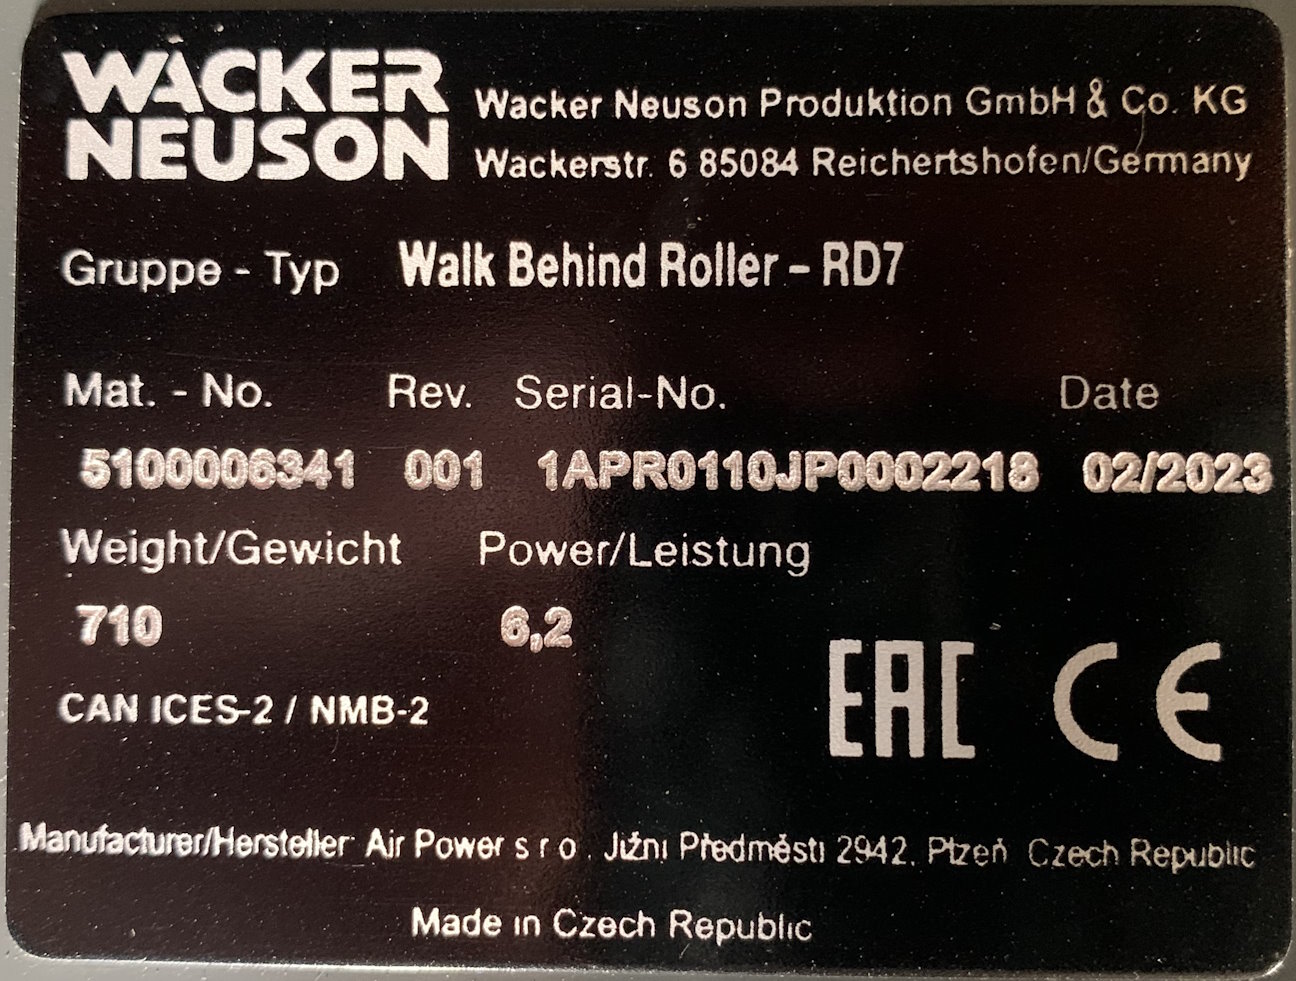 WACKER
NEUSON
Wacker Neuson Produktion GmbH & Co. KG
Wackerstr. 6 85084 Reichertshofen/Germany
Gruppe - Typ Walk Behind Roller - RD7
Mat. - No. Rev. Serial-No. Date
5100006341 001 1APR0110JP0002218 02/2023
Weight/Gewicht Power/Leistung
710 6,2
EAC CE
CAN ICES-2 / NMB-2
Manufacturer/Hersteller: Air Power s r o . Jižní Předměstí 2942, Plzeň Czech Republic
Made in Czech Republic